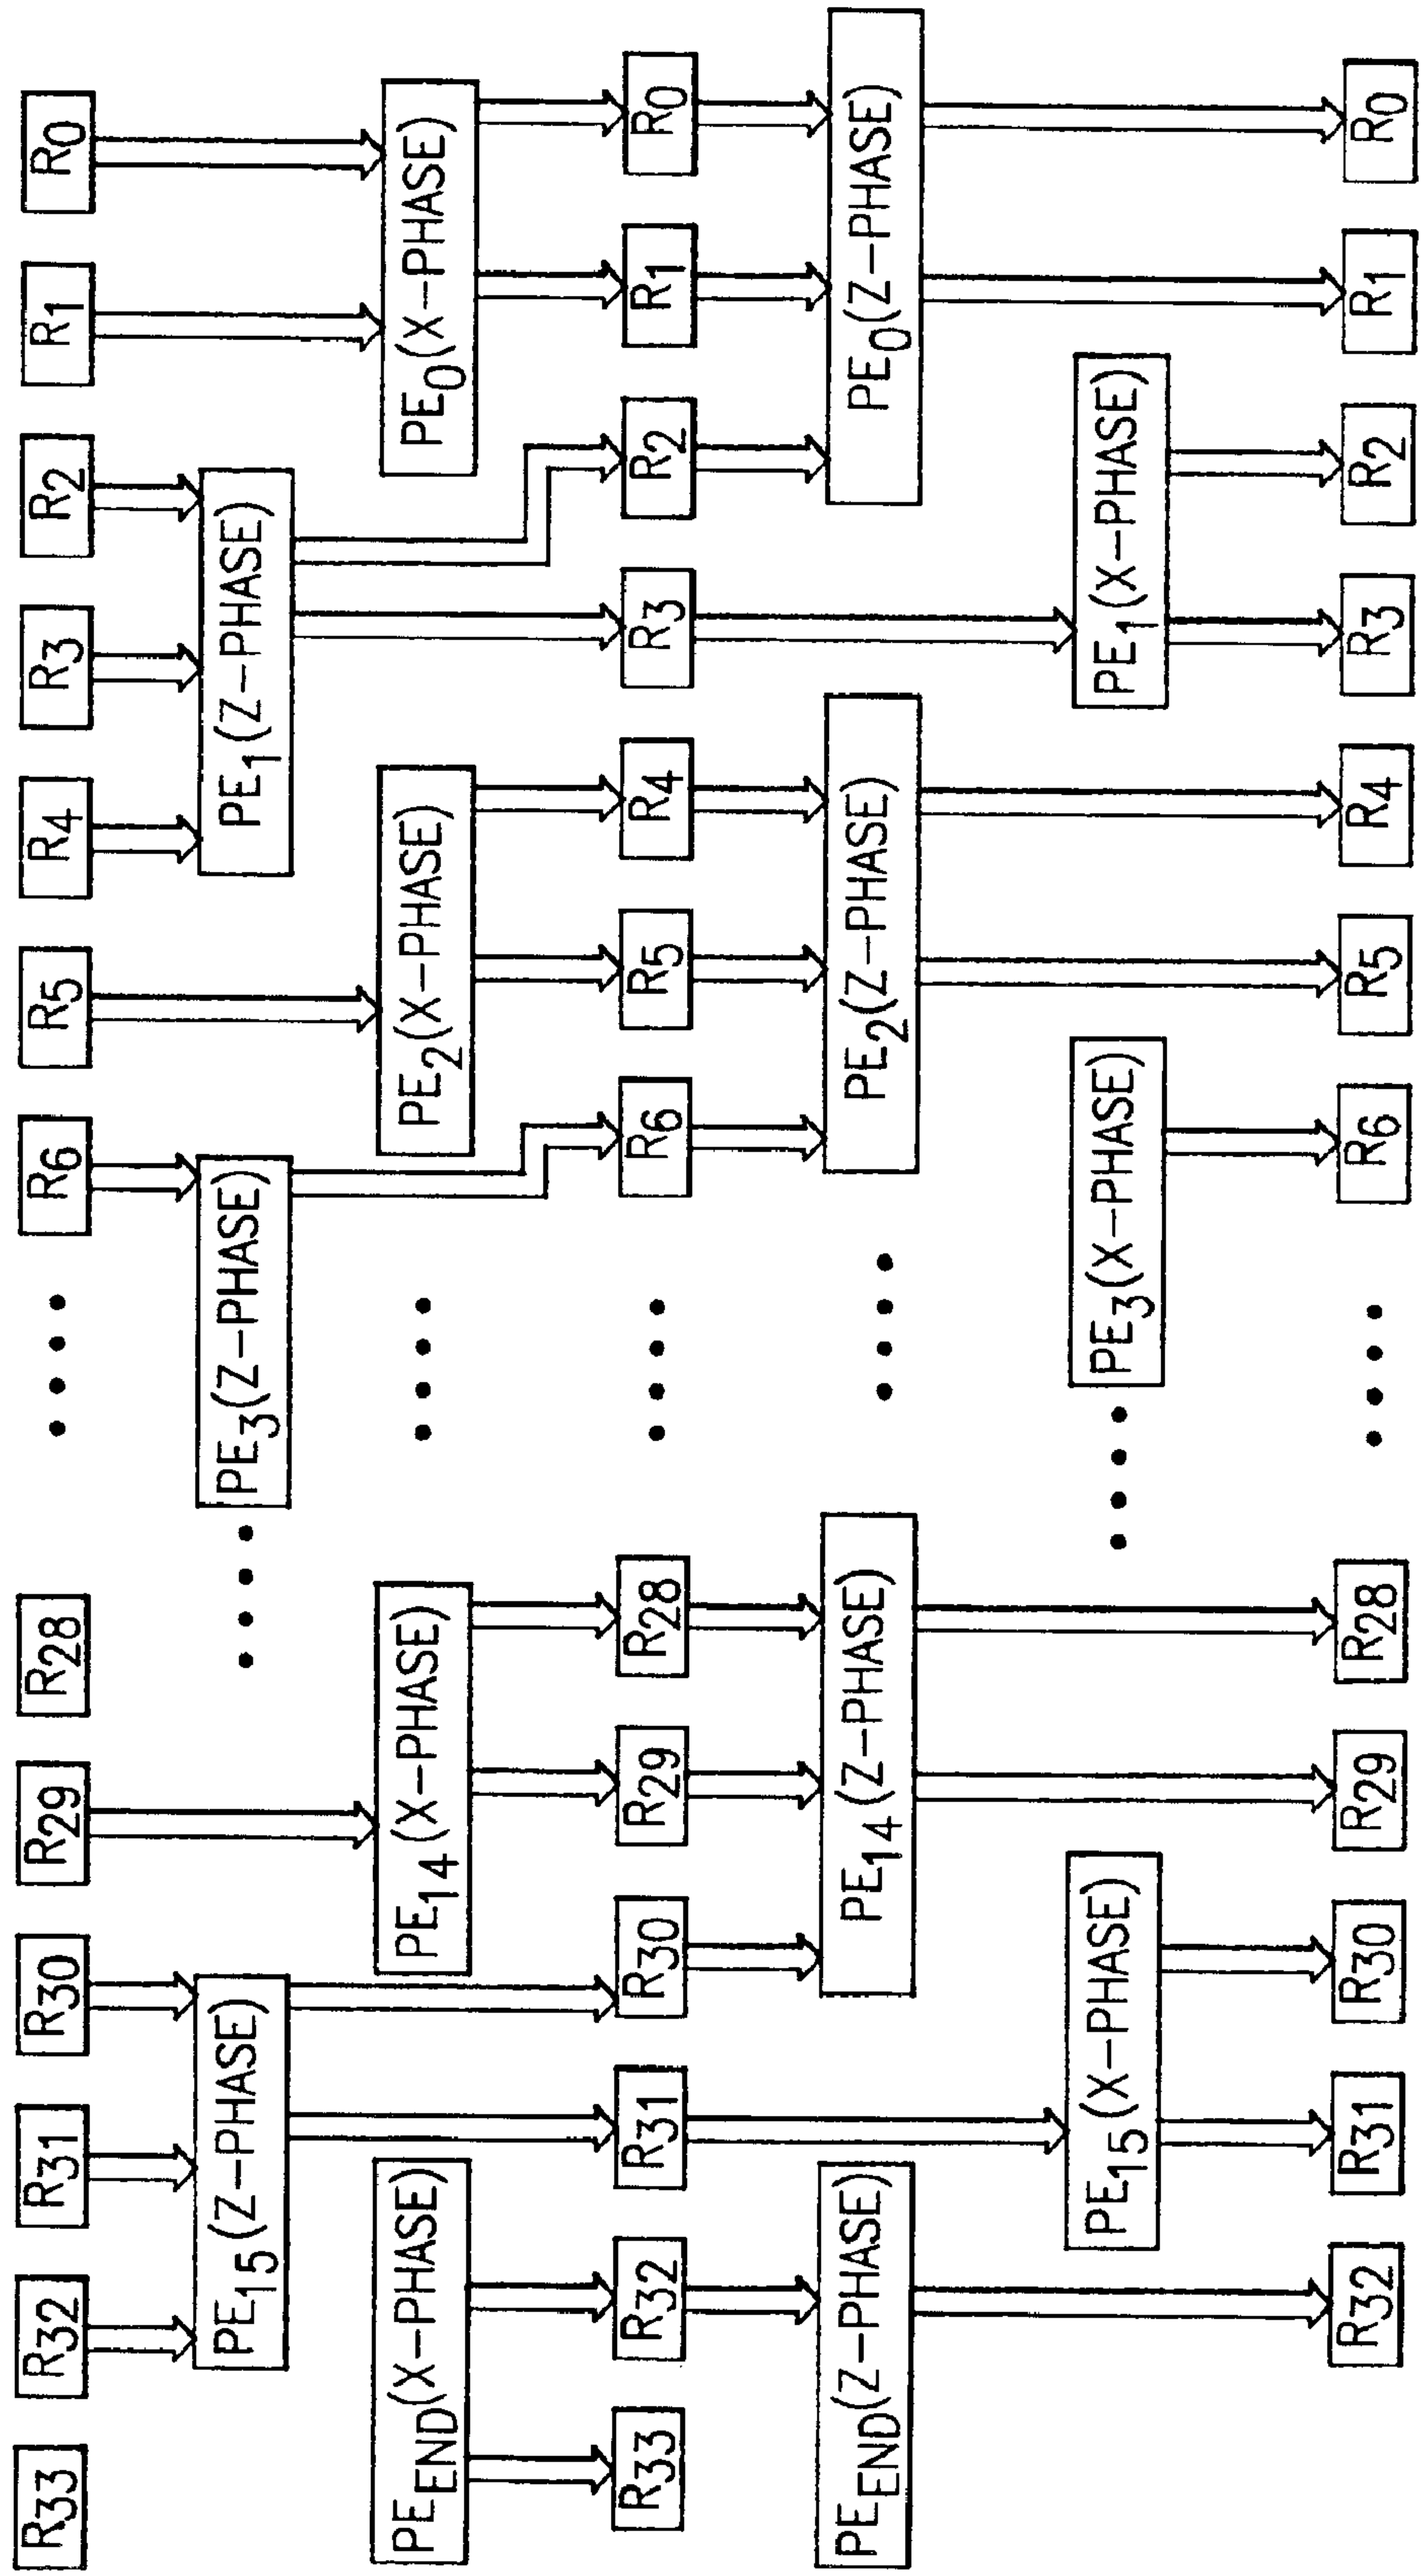 R33 R32 R31 R30 R29 R28 R6 R5 R4 R3 R2 R1 R0
PE15(Z-PHASE) PE3(Z-PHASE) PE1(Z-PHASE)
PEEND(X-PHASE) PE14(X-PHASE) PE2(X-PHASE) PE0(X-PHASE)
R33 R32 R31 R30 R29 R28 R6 R5 R4 R3 R2 R1 R0
PEEND(Z-PHASE) PE14(Z-PHASE) PE2(Z-PHASE) PE0(Z-PHASE)
PE15(X-PHASE) PE3(X-PHASE) PE1(X-PHASE)
R32 R31 R30 R29 R28 R6 R5 R4 R3 R2 R1 R0